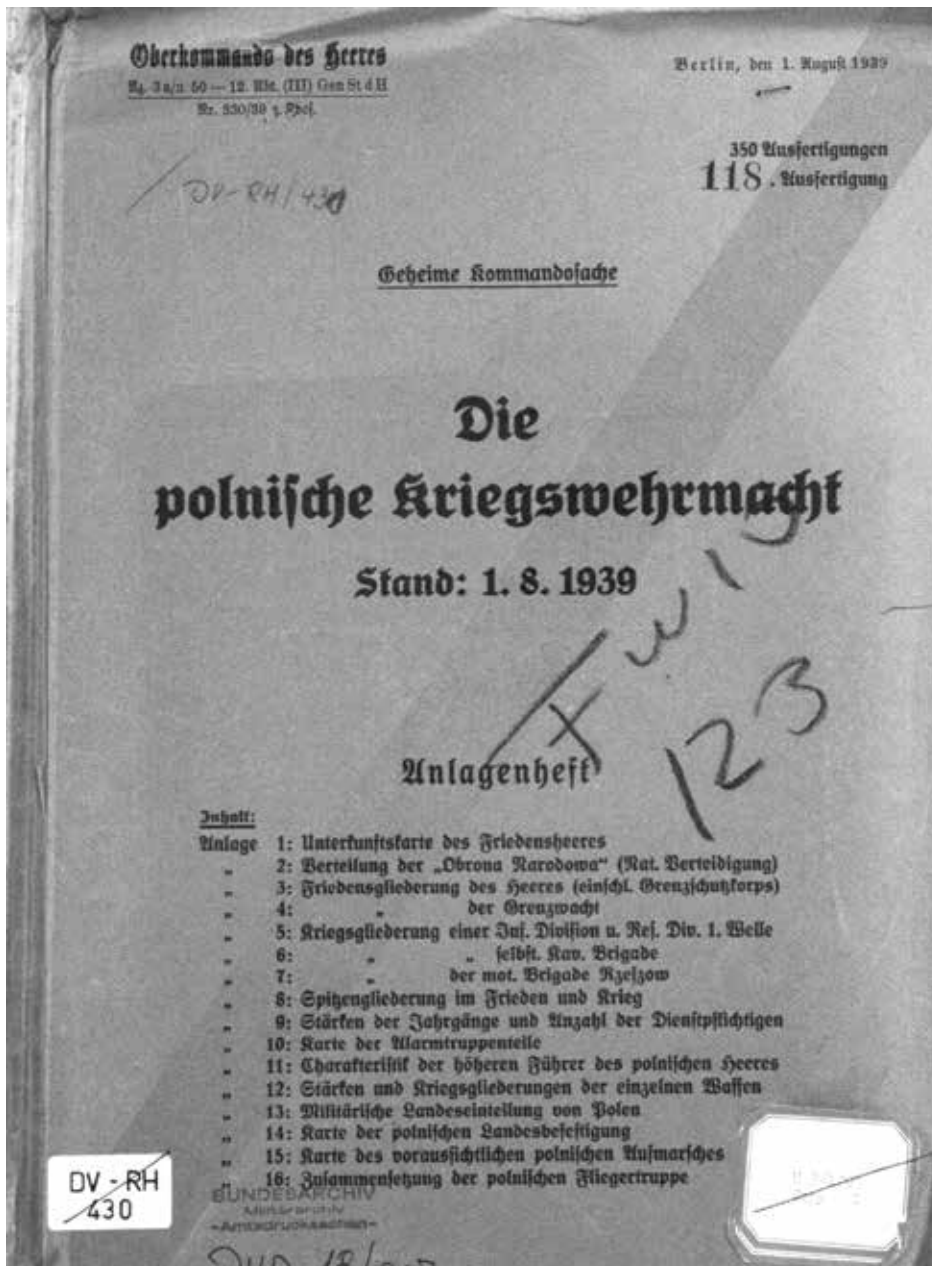 Oberkommando des Heeres
Az. 3 a/n 50 — 12. Abt. (III) Gen St d H
Nr. 330/39 g. Kdos.
Berlin, den 1. August 1939
350 Ausfertigungen
118. Ausfertigung
DV-RH/430
Geheime Kommandosache
Die
polnische Kriegswehrmacht
Stand: 1. 8. 1939
123
Anlagenheft
Inhalt:
Anlage 1: Unterkunftskarte des Friedensheeres
„ 2: Verteilung der „Obrona Narodowa“ (Nat. Verteidigung)
„ 3: Friedensgliederung des Heeres (einschl. Grenzschutzkorps)
„ 4: „ der Grenzwacht
„ 5: Kriegsgliederung einer Inf. Division u. Res. Div. 1. Welle
„ 6: „ „ selbst. Kav. Brigade
„ 7: „ der mot. Brigade Rzeszow
„ 8: Spitzengliederung im Frieden und Krieg
„ 9: Stärken der Jahrgänge und Anzahl der Dienstpflichtigen
„ 10: Karte der Alarmtruppenteile
„ 11: Charakteristik der höheren Führer des polnischen Heeres
„ 12: Stärken und Kriegsgliederungen der einzelnen Waffen
„ 13: Militärische Landeseinteilung von Polen
„ 14: Karte der polnischen Landesbefestigung
„ 15: Karte des voraussichtlichen polnischen Aufmarsches
„ 16: Zusammensetzung der polnischen Fliegertruppe
DV - RH
430
BUNDESARCHIV
Militärarchiv
-Amtsdrucksachen-